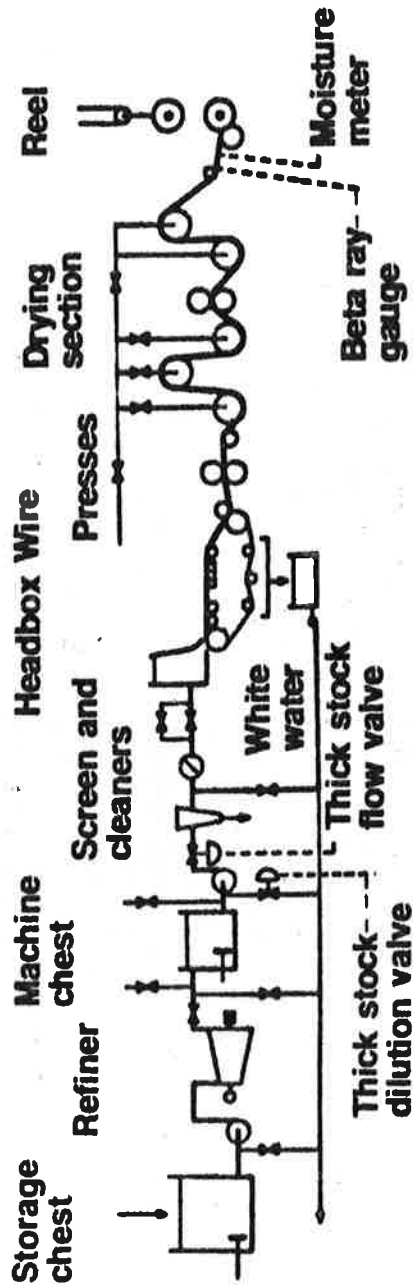 Storage
chest
Refiner
Machine
chest
Screen and
cleaners
Headbox Wire
Presses
Drying
section
Reel
White
water
Thick stock-
dilution valve
Thick stock
flow valve
Beta ray-
gauge
Moisture
meter